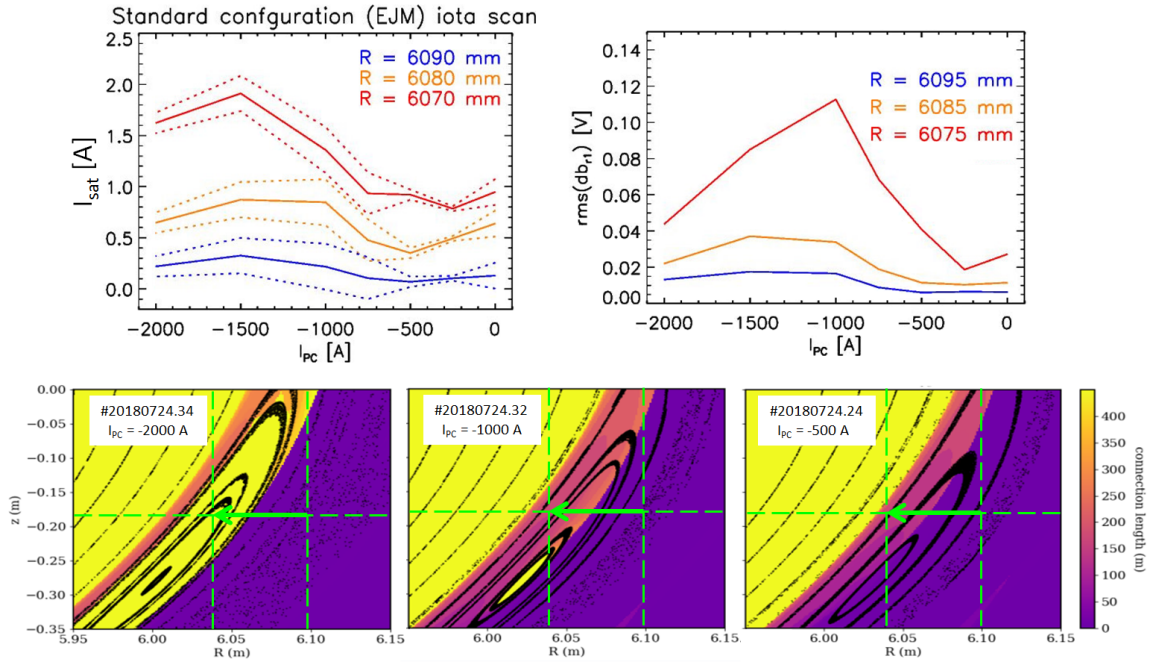 Standard confguration (EJM) iota scan
2.5
2.0
1.5
1.0
0.5
0.0
I_sat [A]
R = 6090 mm
R = 6080 mm
R = 6070 mm
−2000 −1500 −1000 −500 0
I_PC [A]
0.14
0.12
0.10
0.08
0.06
0.04
0.02
0.00
rms(db_r1) [V]
R = 6095 mm
R = 6085 mm
R = 6075 mm
−2000 −1500 −1000 −500 0
I_PC [A]
0.00
−0.05
−0.10
−0.15
−0.20
−0.25
−0.30
−0.35
z (m)
#20180724.34
I_PC = -2000 A
5.95 6.00 6.05 6.10 6.15
R (m)
#20180724.32
I_PC = -1000 A
6.00 6.05 6.10 6.15
R (m)
#20180724.24
I_PC = -500 A
6.00 6.05 6.10 6.15
R (m)
400
350
300
250
200
150
100
50
0
connection length (m)